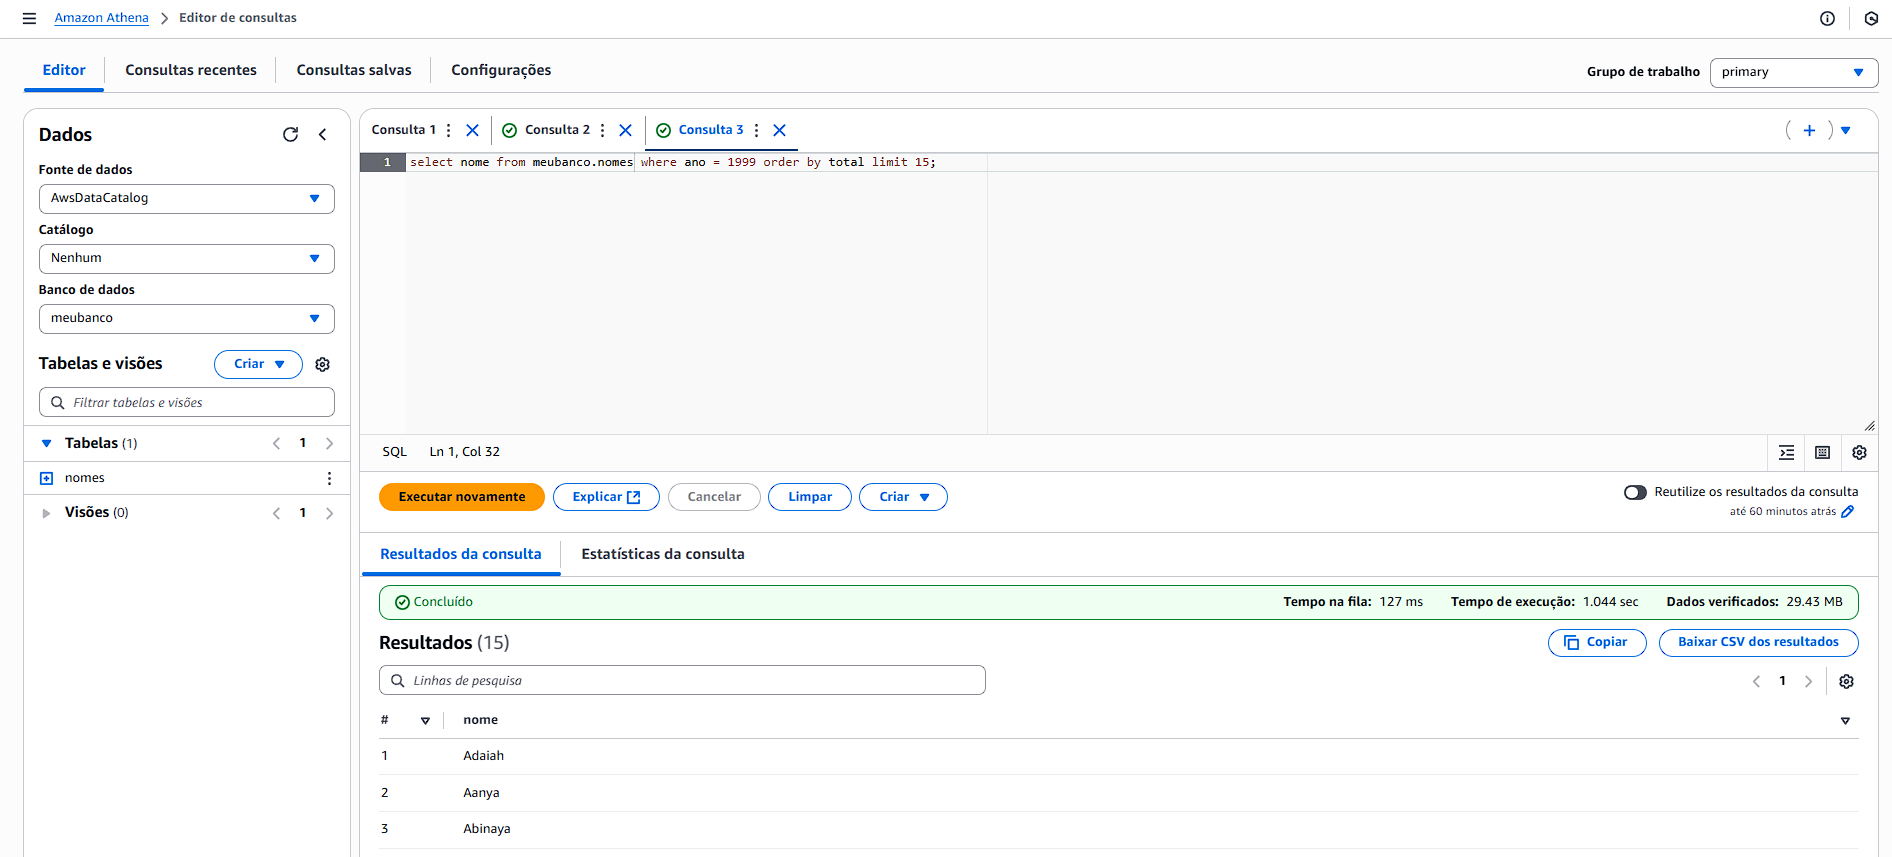 Amazon Athena > Editor de consultas
Editor
Consultas recentes
Consultas salvas
Configurações
Grupo de trabalho
primary
Dados
Fonte de dados
AwsDataCatalog
Catálogo
Nenhum
Banco de dados
meubanco
Tabelas e visões
Criar
Filtrar tabelas e visões
Tabelas (1)
1
nomes
Visões (0)
1
Consulta 1
Consulta 2
Consulta 3
1 select nome from meubanco.nomes where ano = 1999 order by total limit 15;
SQL Ln 1, Col 32
Executar novamente
Explicar
Cancelar
Limpar
Criar
Reutilize os resultados da consulta
até 60 minutos atrás
Resultados da consulta
Estatísticas da consulta
Concluído
Tempo na fila: 127 ms
Tempo de execução: 1.044 sec
Dados verificados: 29.43 MB
Resultados (15)
Copiar
Baixar CSV dos resultados
Linhas de pesquisa
1
# nome
1 Adaiah
2 Aanya
3 Abinaya